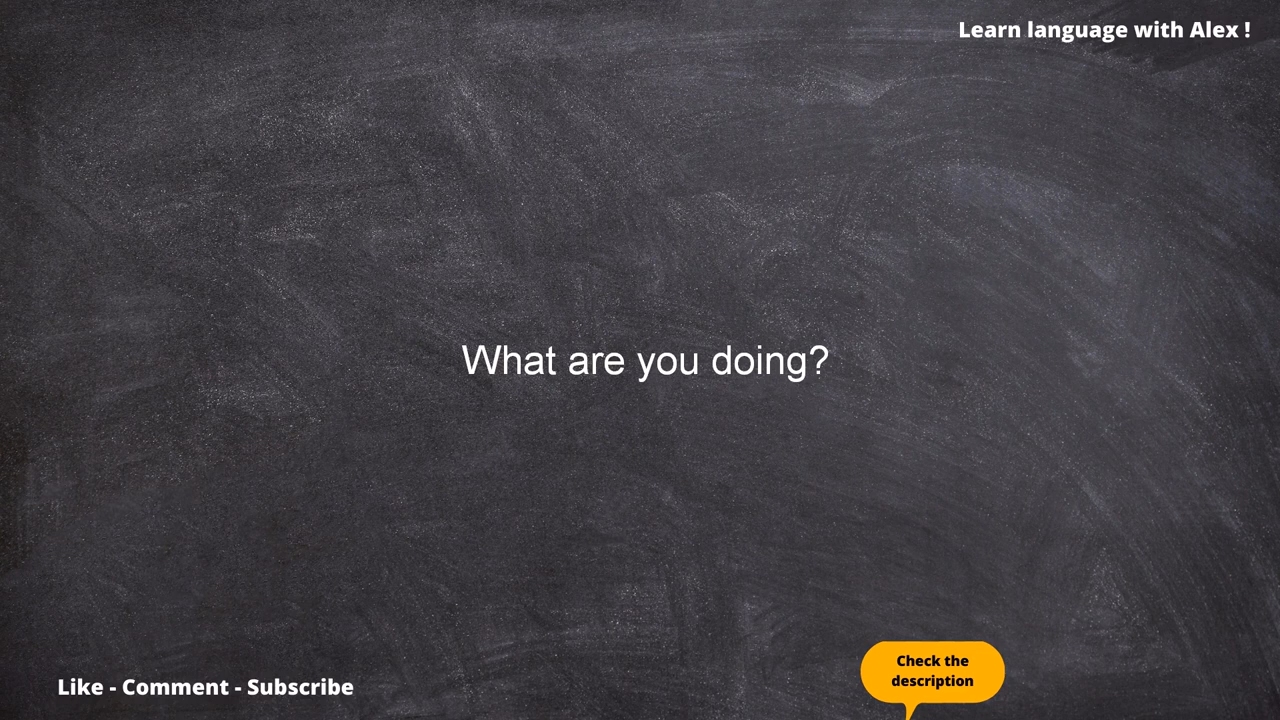 Learn language with Alex !
What are you doing?
Check the
description
Like - Comment - Subscribe